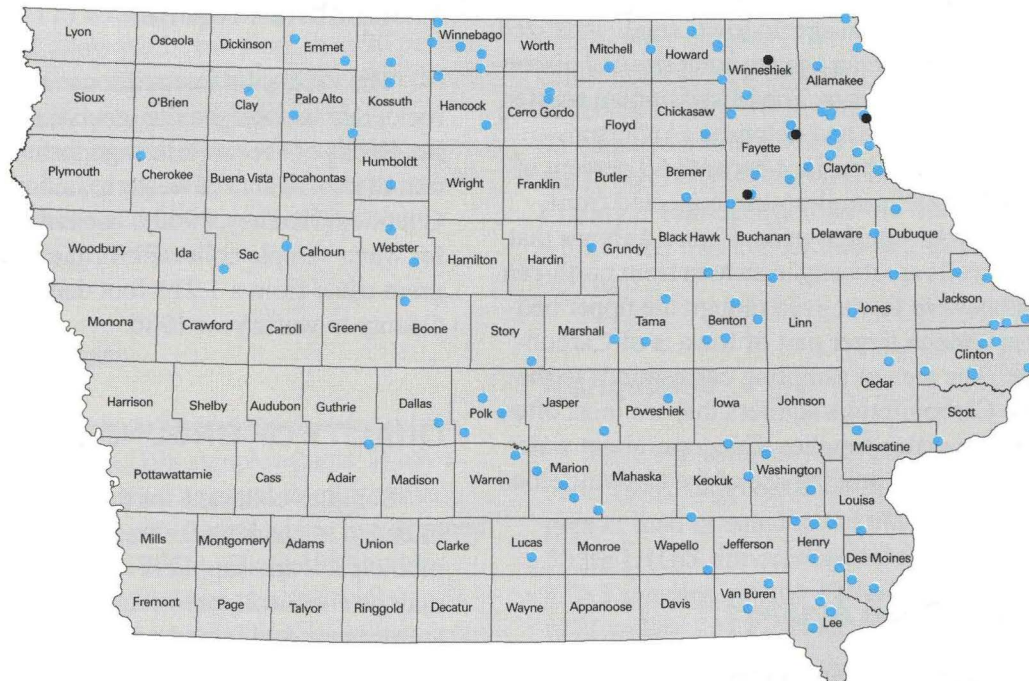 Lyon
Osceola
Dickinson
Emmet
Winnebago
Worth
Mitchell
Howard
Winneshiek
Allamakee
Sioux
O'Brien
Clay
Palo Alto
Kossuth
Hancock
Cerro Gordo
Floyd
Chickasaw
Plymouth
Cherokee
Buena Vista
Pocahontas
Humboldt
Wright
Franklin
Butler
Bremer
Fayette
Clayton
Woodbury
Ida
Sac
Calhoun
Webster
Hamilton
Hardin
Grundy
Black Hawk
Buchanan
Delaware
Dubuque
Monona
Crawford
Carroll
Greene
Boone
Story
Marshall
Tama
Benton
Linn
Jones
Jackson
Clinton
Harrison
Shelby
Audubon
Guthrie
Dallas
Polk
Jasper
Poweshiek
Iowa
Johnson
Cedar
Scott
Muscatine
Pottawattamie
Cass
Adair
Madison
Warren
Marion
Mahaska
Keokuk
Washington
Louisa
Mills
Montgomery
Adams
Union
Clarke
Lucas
Monroe
Wapello
Jefferson
Henry
Des Moines
Fremont
Page
Talyor
Ringgold
Decatur
Wayne
Appanoose
Davis
Van Buren
Lee